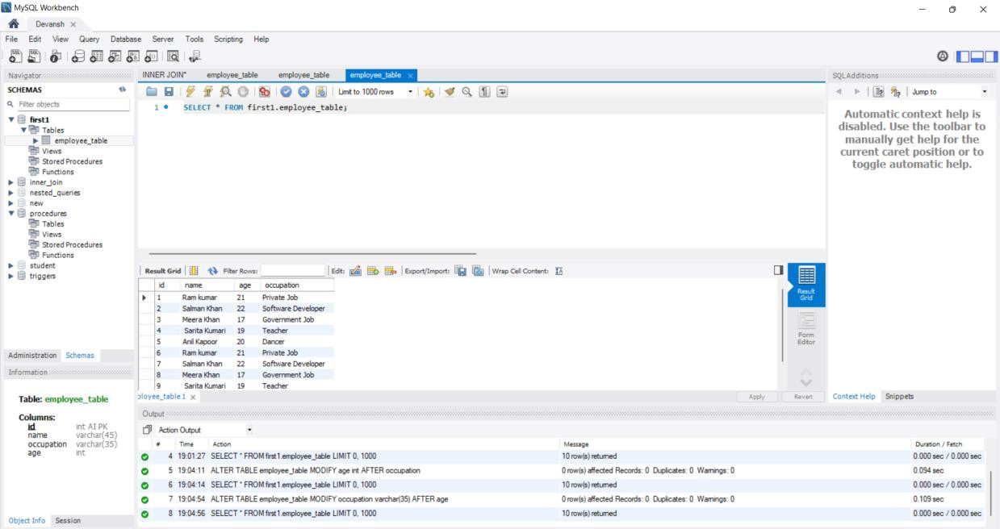 MySQL Workbench
Devansh
File Edit View Query Database Server Tools Scripting Help
Navigator
SCHEMAS
Filter objects
first1
Tables
employee_table
Views
Stored Procedures
Functions
inner_join
nested_queries
new
procedures
Tables
Views
Stored Procedures
Functions
student
triggers
Administration Schemas
Information
Table: employee_table
Columns:
id int AI PK
name varchar(45)
occupation varchar(35)
age int
Object Info Session
INNER JOIN* employee_table employee_table employee_table
Limit to 1000 rows
1 SELECT * FROM first1.employee_table;
Result Grid Filter Rows: Edit: Export/Import: Wrap Cell Content:
id name age occupation
1 Ram kumar 21 Private Job
2 Salman Khan 22 Software Developer
3 Meera Khan 17 Government Job
4 Sarita Kumari 19 Teacher
5 Anil Kapoor 20 Dancer
6 Ram kumar 21 Private Job
7 Salman Khan 22 Software Developer
8 Meera Khan 17 Government Job
9 Sarita Kumari 19 Teacher
Result
Grid
Form
Editor
ployee_table 1 Apply Revert
Output
Action Output
# Time Action Message Duration / Fetch
4 19:01:27 SELECT * FROM first1.employee_table LIMIT 0, 1000 10 row(s) returned 0.000 sec / 0.000 sec
5 19:04:11 ALTER TABLE employee_table MODIFY age int AFTER occupation 0 row(s) affected Records: 0 Duplicates: 0 Warnings: 0 0.094 sec
6 19:04:14 SELECT * FROM first1.employee_table LIMIT 0, 1000 10 row(s) returned 0.000 sec / 0.000 sec
7 19:04:54 ALTER TABLE employee_table MODIFY occupation varchar(35) AFTER age 0 row(s) affected Records: 0 Duplicates: 0 Warnings: 0 0.109 sec
8 19:04:56 SELECT * FROM first1.employee_table LIMIT 0, 1000 10 row(s) returned 0.000 sec / 0.000 sec
SQLAdditions
Jump to
Automatic context help is
disabled. Use the toolbar to
manually get help for the
current caret position or to
toggle automatic help.
Context Help Snippets